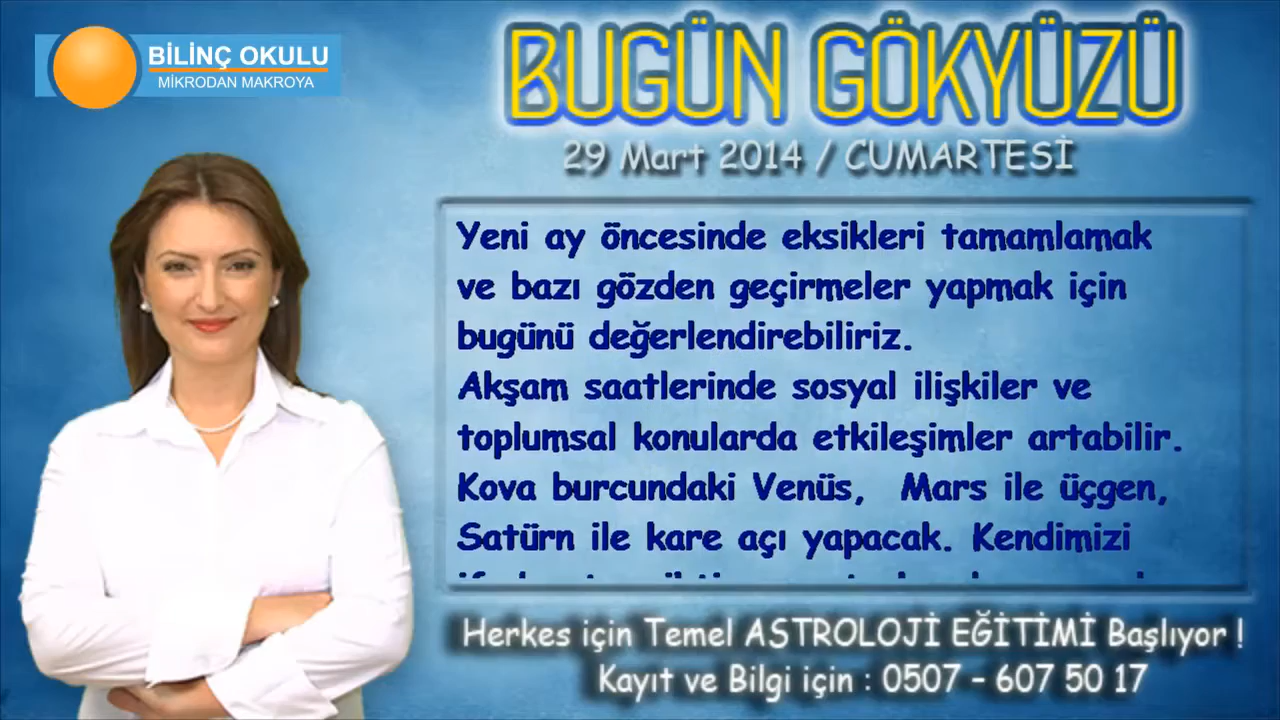 BİLİNÇ OKULU
MİKRODAN MAKROYA
BUGÜN GÖKYÜZÜ
29 Mart 2014 / CUMARTESİ
Yeni ay öncesinde eksikleri tamamlamak
ve bazı gözden geçirmeler yapmak için
bugünü değerlendirebiliriz.
Akşam saatlerinde sosyal ilişkiler ve
toplumsal konularda etkileşimler artabilir.
Kova burcundaki Venüs,  Mars ile üçgen,
Satürn ile kare açı yapacak. Kendimizi
Herkes için Temel ASTROLOJİ EĞİTİMİ Başlıyor !
Kayıt ve Bilgi için : 0507 – 607 50 17